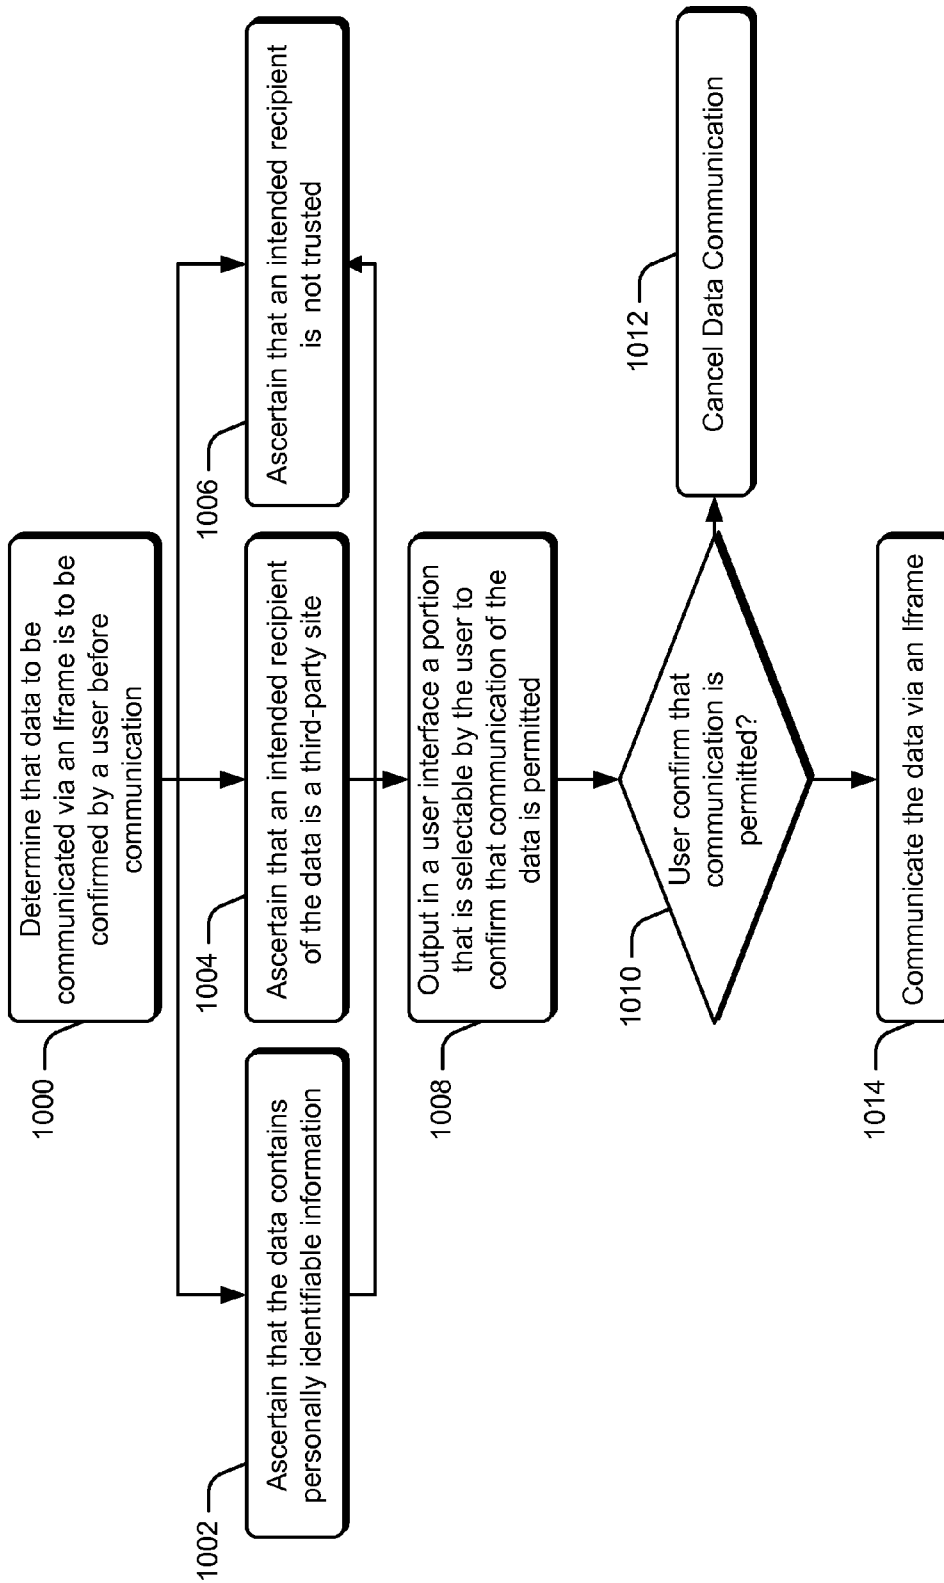 1000
Determine that data to be
communicated via an Iframe is to be
confirmed by a user before
communication
1002
Ascertain that the data contains
personally identifiable information
1004
Ascertain that an intended recipient
of the data is a third-party site
1006
Ascertain that an intended recipient
is not trusted
1008
Output in a user interface a portion
that is selectable by the user to
confirm that communication of the
data is permitted
1010
User confirm that
communication is
permitted?
1012
Cancel Data Communication
1014
Communicate the data via an Iframe